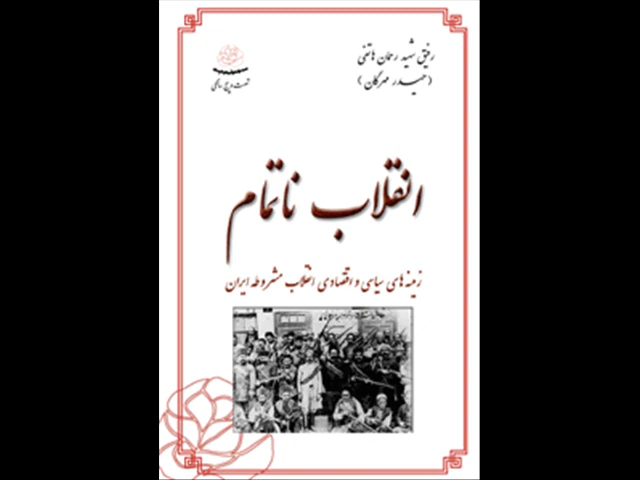 رفیق شهید رحمان هاتفی
(حیدر مهرگان)
انقلاب ناتمام
زمینه های سیاسی و اقتصادی انقلاب مشروطه ایران